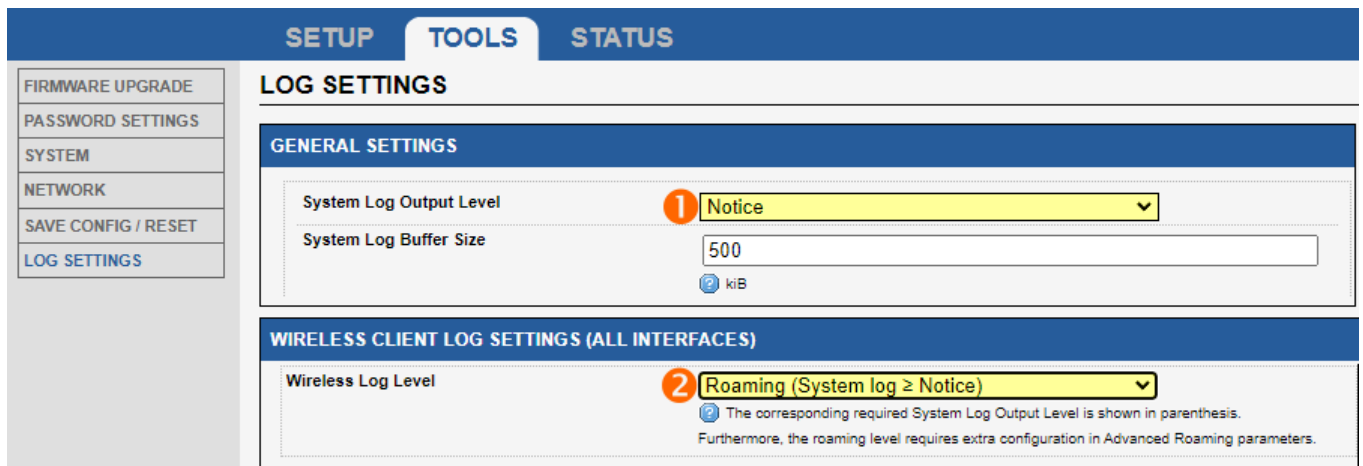 SETUP TOOLS STATUS
FIRMWARE UPGRADE
PASSWORD SETTINGS
SYSTEM
NETWORK
SAVE CONFIG / RESET
LOG SETTINGS
LOG SETTINGS
GENERAL SETTINGS
System Log Output Level 1 Notice
System Log Buffer Size 500
? kiB
WIRELESS CLIENT LOG SETTINGS (ALL INTERFACES)
Wireless Log Level 2 Roaming (System log ≥ Notice)
? The corresponding required System Log Output Level is shown in parenthesis.
Furthermore, the roaming level requires extra configuration in Advanced Roaming parameters.